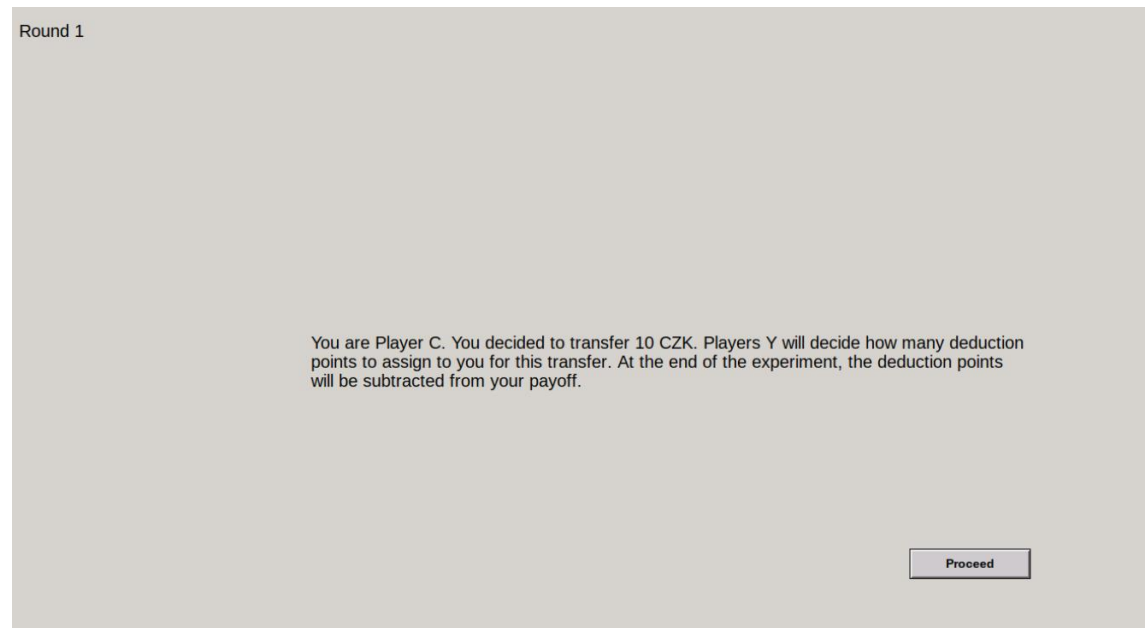 Round 1
You are Player C. You decided to transfer 10 CZK. Players Y will decide how many deduction
points to assign to you for this transfer. At the end of the experiment, the deduction points
will be subtracted from your payoff.
Proceed